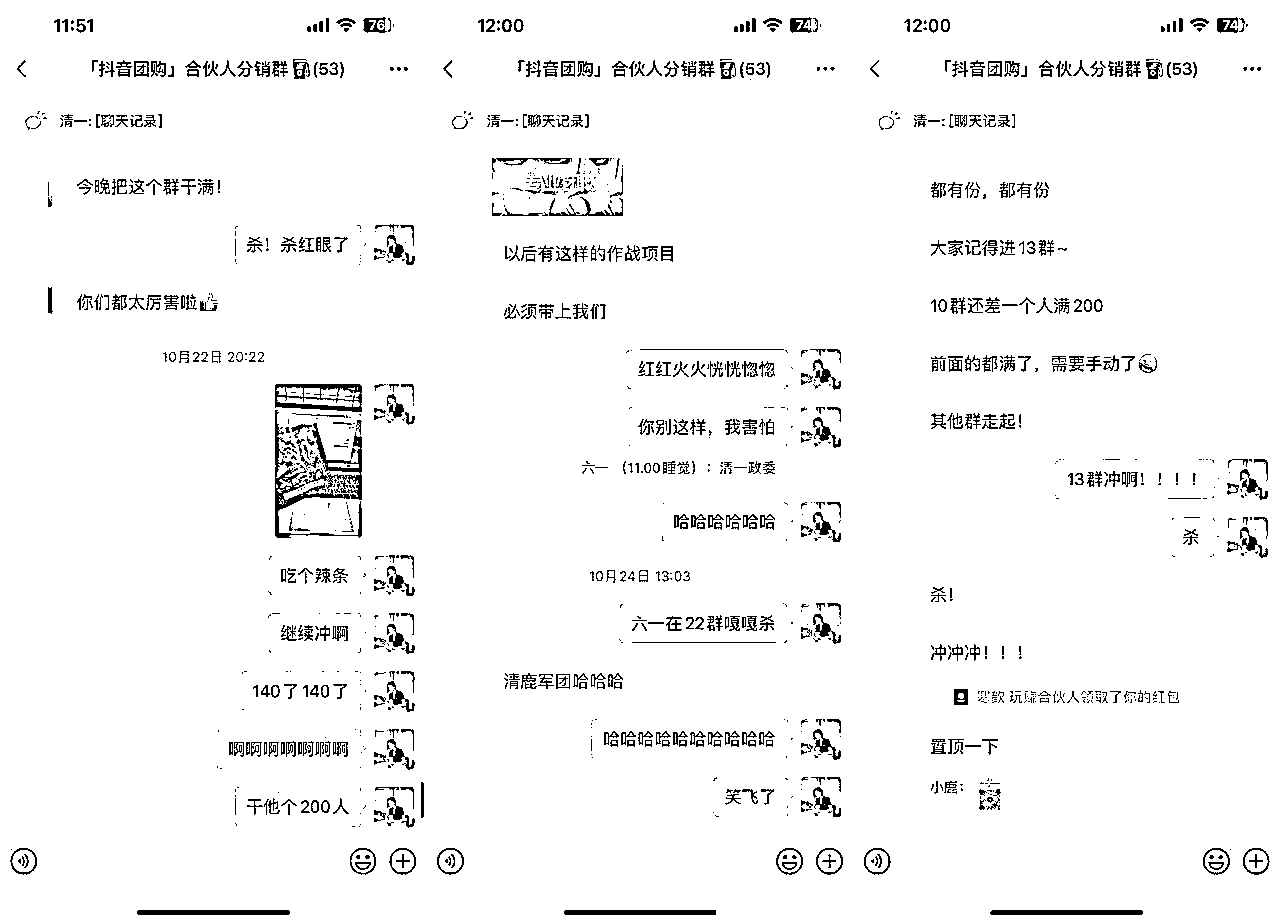 11:51
76
「抖音团购」合伙人分销群(53)
清一:[聊天记录]
今晚把这个群干满!
杀!杀红眼了
你们都太厉害啦
10月22日 20:22
吃个辣条
继续冲啊
140了140了
啊啊啊啊啊啊啊
干他个200人
12:00
74
「抖音团购」合伙人分销群(53)
清一:[聊天记录]
以后有这样的作战项目
必须带上我们
红红火火恍恍惚惚
你别这样,我害怕
六一 (11.00睡觉):清一政委
哈哈哈哈哈哈
10月24日 13:03
六一在22群嘎嘎杀
清鹿军团哈哈哈
哈哈哈哈哈哈哈哈哈哈
笑飞了
12:00
74
「抖音团购」合伙人分销群(53)
清一:[聊天记录]
都有份,都有份
大家记得进13群~
10群还差一个人满200
前面的都满了,需要手动了
其他群走起!
13群冲啊!!!!
杀
杀!
冲冲冲!!!
玩赚合伙人领取了你的红包
置顶一下
小鹿: